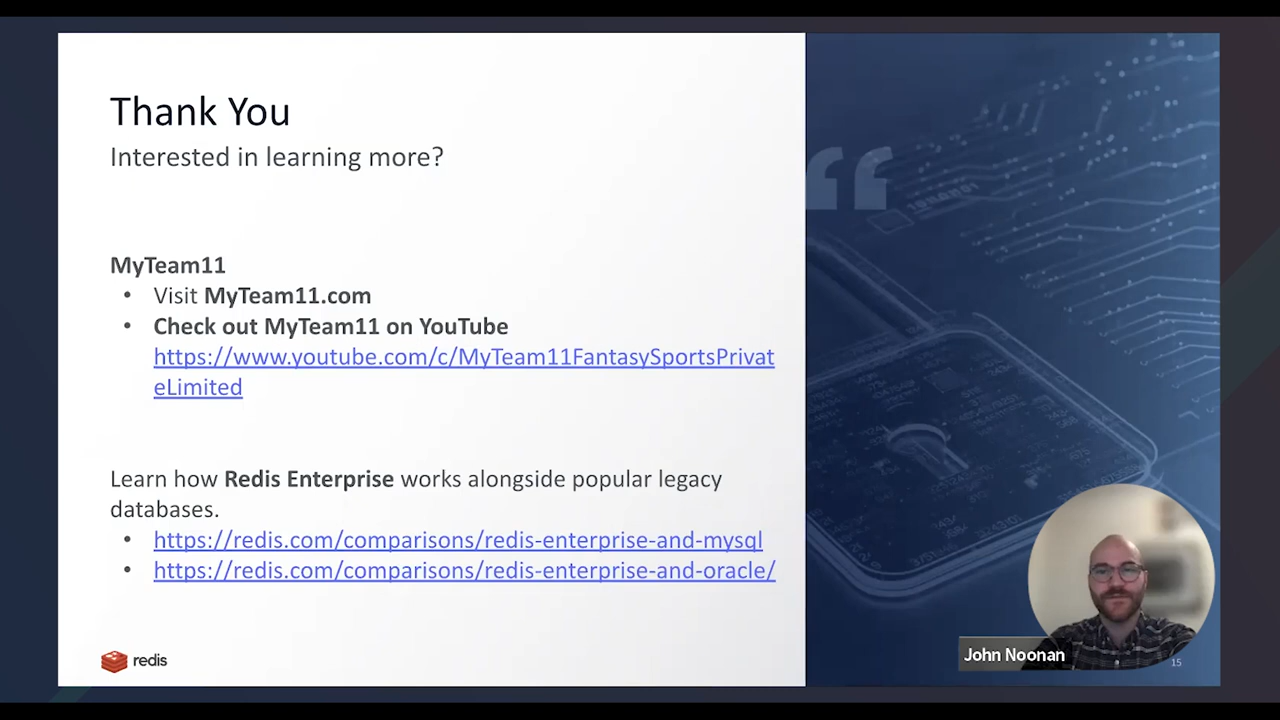 Thank You
Interested in learning more?
MyTeam11
• Visit MyTeam11.com
• Check out MyTeam11 on YouTube
https://www.youtube.com/c/MyTeam11FantasySportsPrivat
eLimited
Learn how Redis Enterprise works alongside popular legacy
databases.
• https://redis.com/comparisons/redis-enterprise-and-mysql
• https://redis.com/comparisons/redis-enterprise-and-oracle/
redis
John Noonan
15